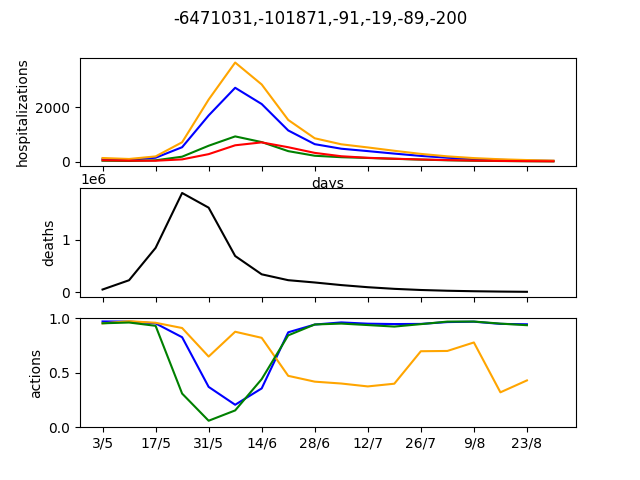 -6471031,-101871,-91,-19,-89,-200
hospitalizations
2000
0
days
1e6
deaths
1
0
actions
1.0
0.5
0.0
3/5 17/5 31/5 14/6 28/6 12/7 26/7 9/8 23/8